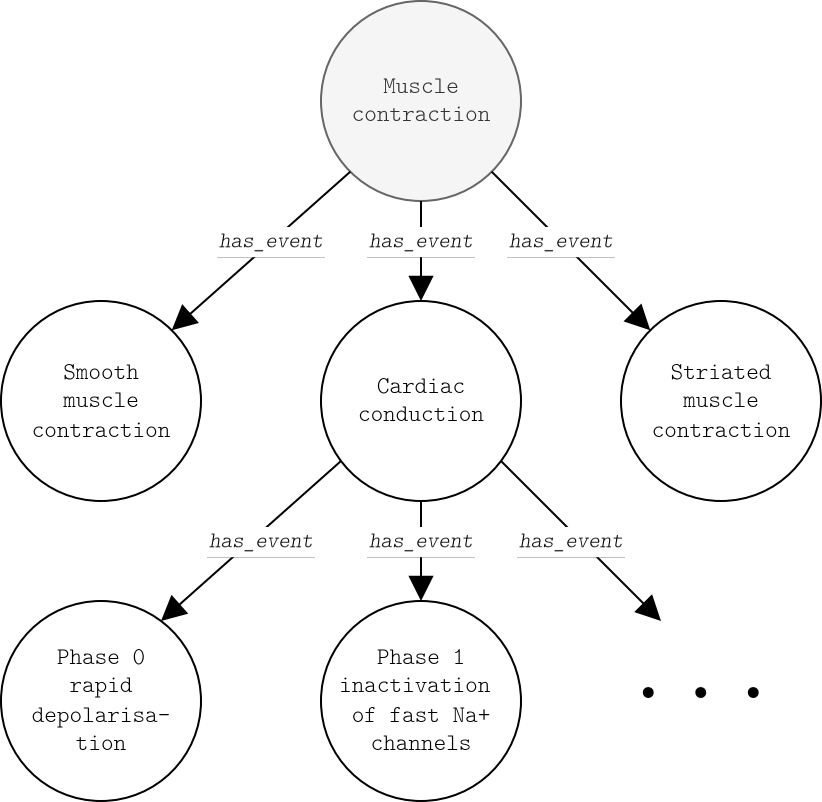 Muscle
contraction
has_event
has_event
has_event
Smooth
muscle
contraction
Cardiac
conduction
Striated
muscle
contraction
has_event
has_event
has_event
Phase 0
rapid
depolarisa-
tion
Phase 1
inactivation
of fast Na+
channels
. . .